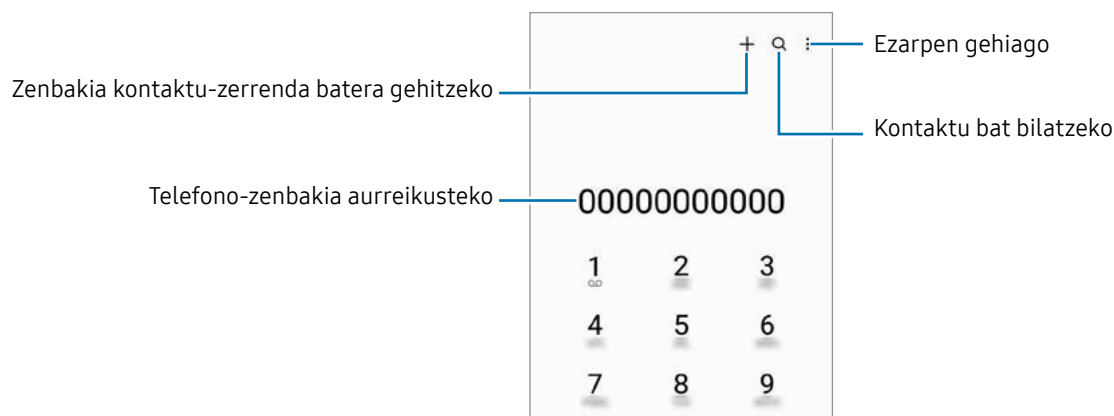 Ezarpen gehiago
Zenbakia kontaktu-zerrenda batera gehitzeko
Kontaktu bat bilatzeko
Telefono-zenbakia aurreikusteko
00000000000
1 2 3
4 5 6
7 8 9